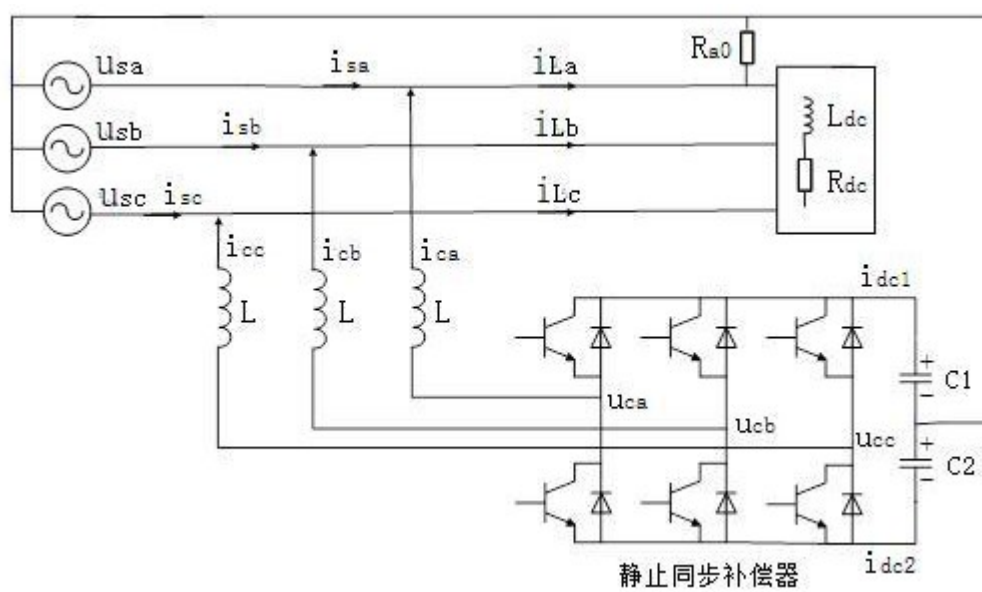 Ra0
usa
isa
iLa
Ldc
usb
isb
iLb
Rdc
usc
isc
iLc
icc
icb
ica
idc1
L
L
L
+
C1
−
uca
ucb
ucc
+
C2
−
idc2
静止同步补偿器